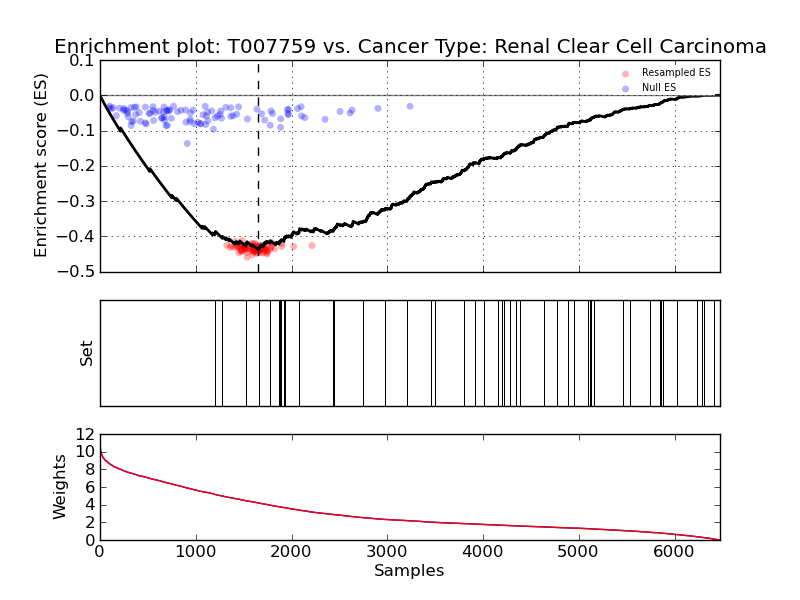 Enrichment plot: T007759 vs. Cancer Type: Renal Clear Cell Carcinoma
Enrichment score (ES)
0.1
0.0
−0.1
−0.2
−0.3
−0.4
−0.5
Resampled ES
Null ES
Set
Weights
12
10
8
6
4
2
0
0 1000 2000 3000 4000 5000 6000
Samples